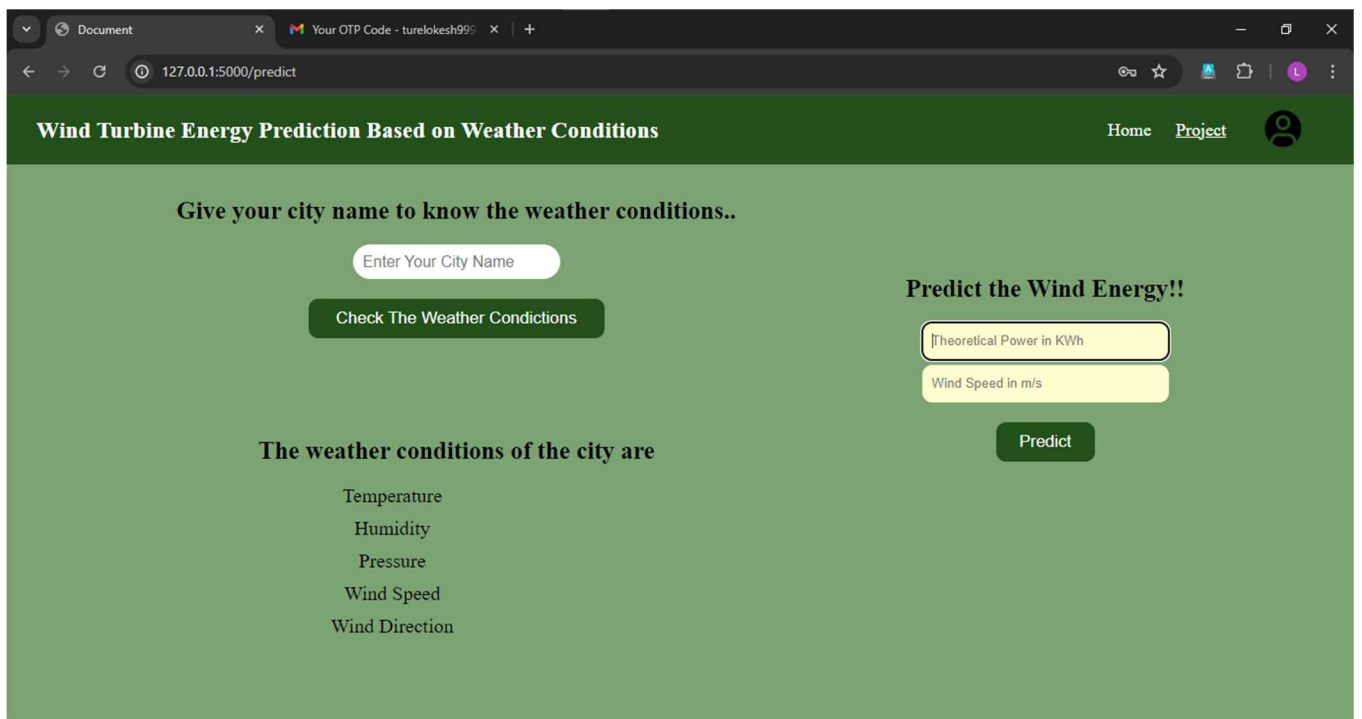 Document
Your OTP Code - turelokesh999
127.0.0.1:5000/predict
L
Wind Turbine Energy Prediction Based on Weather Conditions
Home Project
Give your city name to know the weather conditions..
Enter Your City Name
Check The Weather Condictions
Predict the Wind Energy!!
Theoretical Power in KWh
Wind Speed in m/s
Predict
The weather conditions of the city are
Temperature
Humidity
Pressure
Wind Speed
Wind Direction